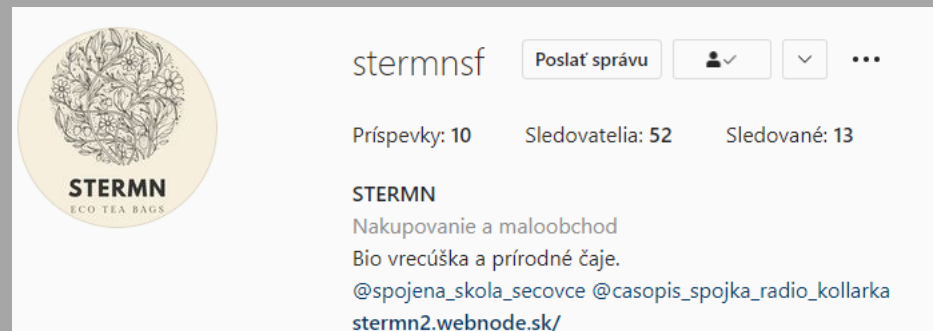 STERMN
ECO TEA BAGS
stermnsf
Poslať správu
Príspevky: 10 Sledovatelia: 52 Sledované: 13
STERMN
Nakupovanie a maloobchod
Bio vrecúška a prírodné čaje.
@spojena_skola_secovce @casopis_spojka_radio_kollarka
stermn2.webnode.sk/